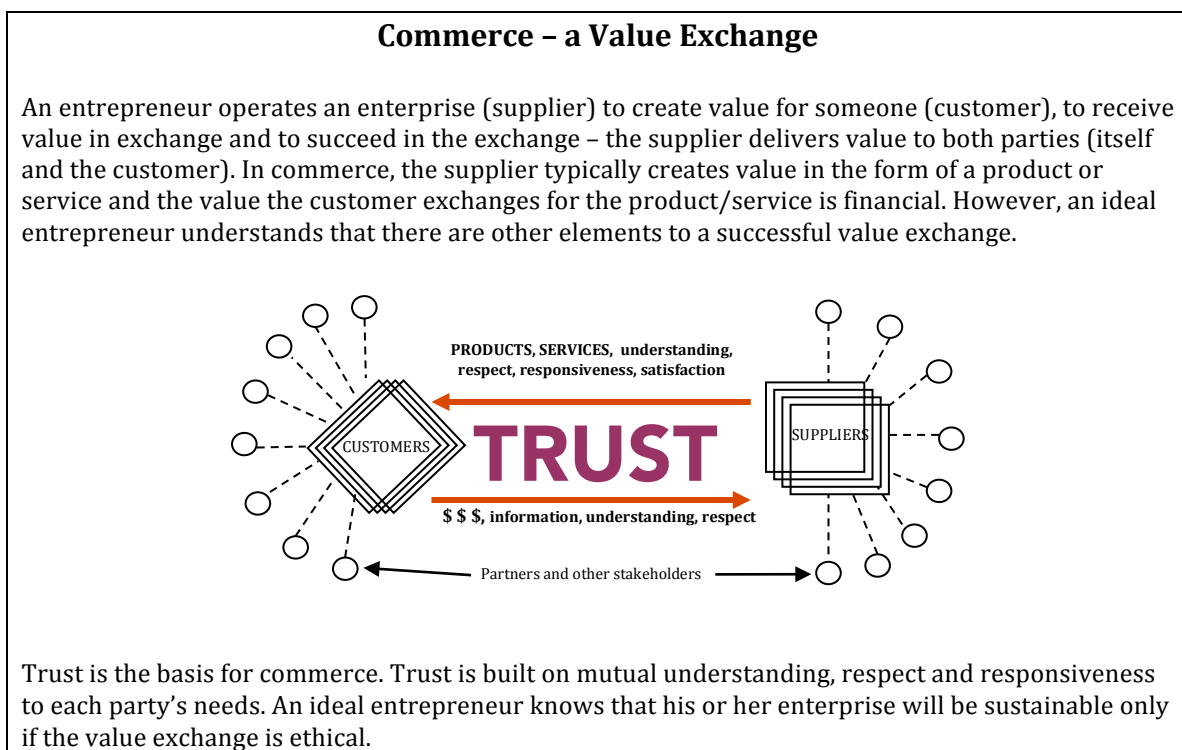 Commerce – a Value Exchange
An entrepreneur operates an enterprise (supplier) to create value for someone (customer), to receive
value in exchange and to succeed in the exchange – the supplier delivers value to both parties (itself
and the customer). In commerce, the supplier typically creates value in the form of a product or
service and the value the customer exchanges for the product/service is financial. However, an ideal
entrepreneur understands that there are other elements to a successful value exchange.
PRODUCTS, SERVICES, understanding,
respect, responsiveness, satisfaction
CUSTOMERS
TRUST
SUPPLIERS
$ $ $, information, understanding, respect
Partners and other stakeholders
Trust is the basis for commerce. Trust is built on mutual understanding, respect and responsiveness
to each party’s needs. An ideal entrepreneur knows that his or her enterprise will be sustainable only
if the value exchange is ethical.